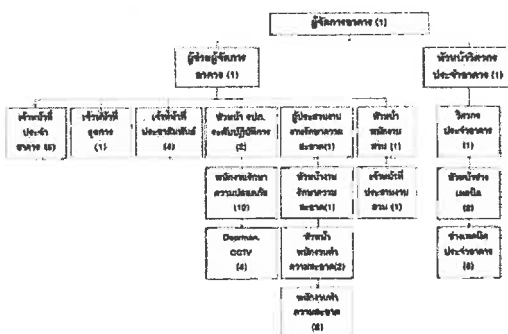 ผู้จัดการอาคาร (1)
ผู้ช่วยผู้จัดการ
อาคาร (1)
หัวหน้าวิศวกร
ประจำอาคาร (1)
เจ้าหน้าที่
ประจำ
อาคาร (5)
เจ้าหน้าที่
ธุรการ
(1)
เจ้าหน้าที่
ประชาสัมพันธ์
(4)
หัวหน้า รปภ.
ระดับปฏิบัติการ
(2)
ผู้ประสานงาน
งานรักษาความ
สะอาด(1)
หัวหน้า
พนักงาน
สวน (1)
วิศวกร
ประจำอาคาร
(1)
พนักงานรักษา
ความปลอดภัย
(10)
หัวหน้างาน
รักษาความ
สะอาด(1)
เจ้าหน้าที่
ประสานงาน
สวน (1)
หัวหน้าช่าง
เทคนิค
(2)
Doorman,
CCTV
(4)
หัวหน้า
พนักงานทำ
ความสะอาด(2)
ช่างเทคนิค
ประจำอาคาร
(6)
พนักงานทำ
ความสะอาด